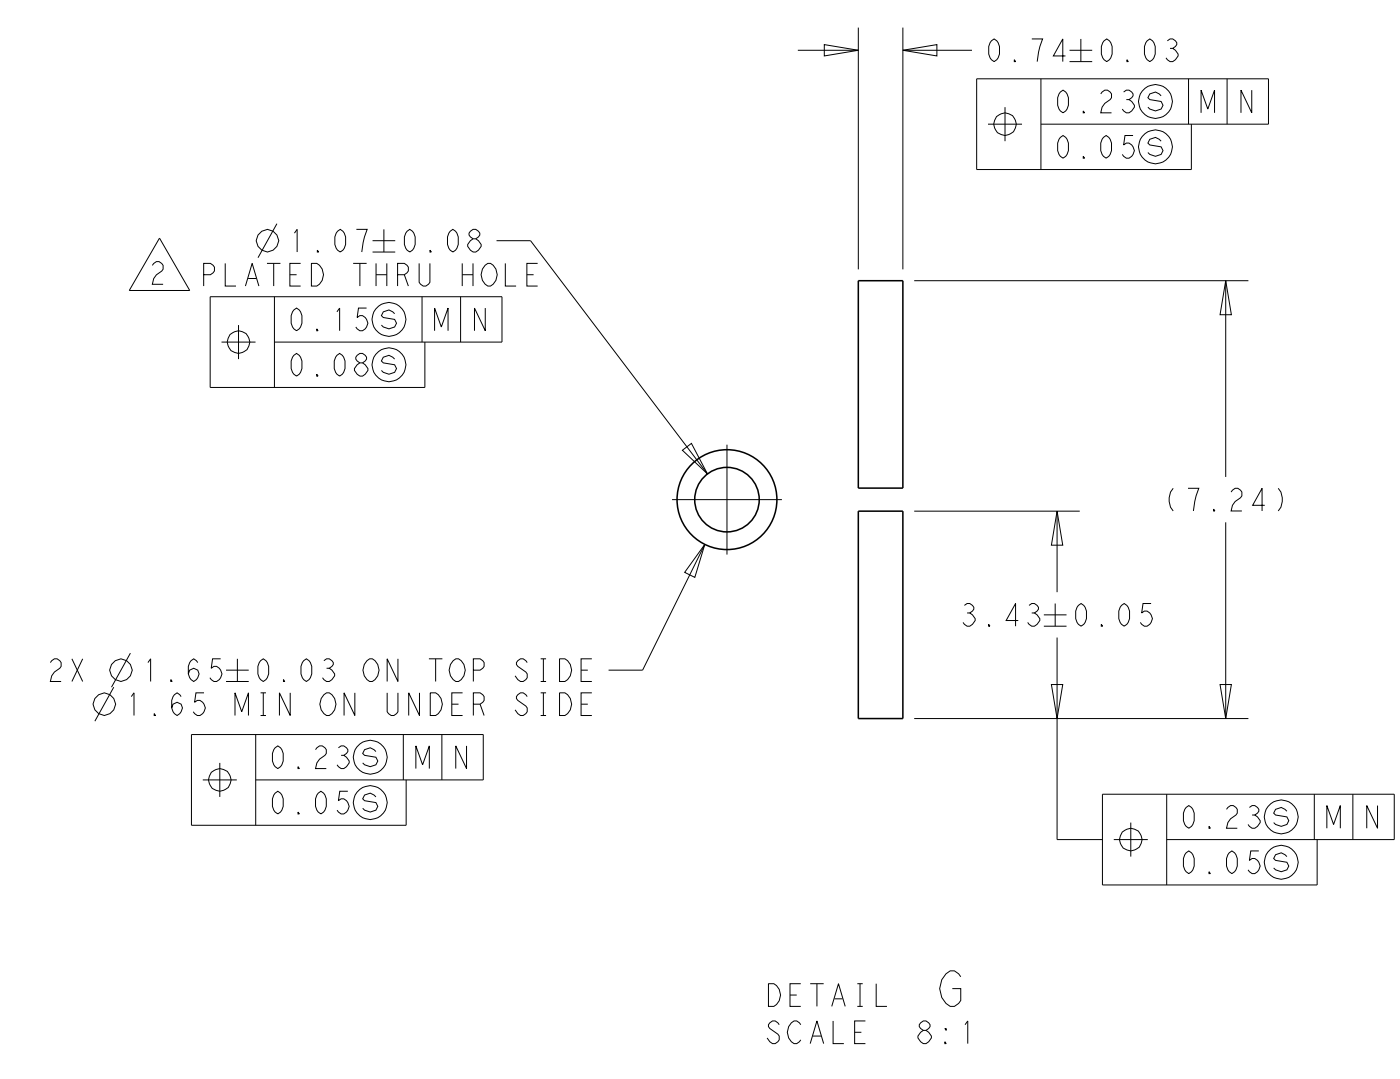 0.74±0.03
⌖ 0.23Ⓢ M N
0.05Ⓢ
Ø1.07±0.08
2 PLATED THRU HOLE
⌖ 0.15Ⓢ M N
0.08Ⓢ
(7.24)
3.43±0.05
2X Ø1.65±0.03 ON TOP SIDE
Ø1.65 MIN ON UNDER SIDE
⌖ 0.23Ⓢ M N
0.05Ⓢ
⌖ 0.23Ⓢ M N
0.05Ⓢ
DETAIL G
SCALE 8:1